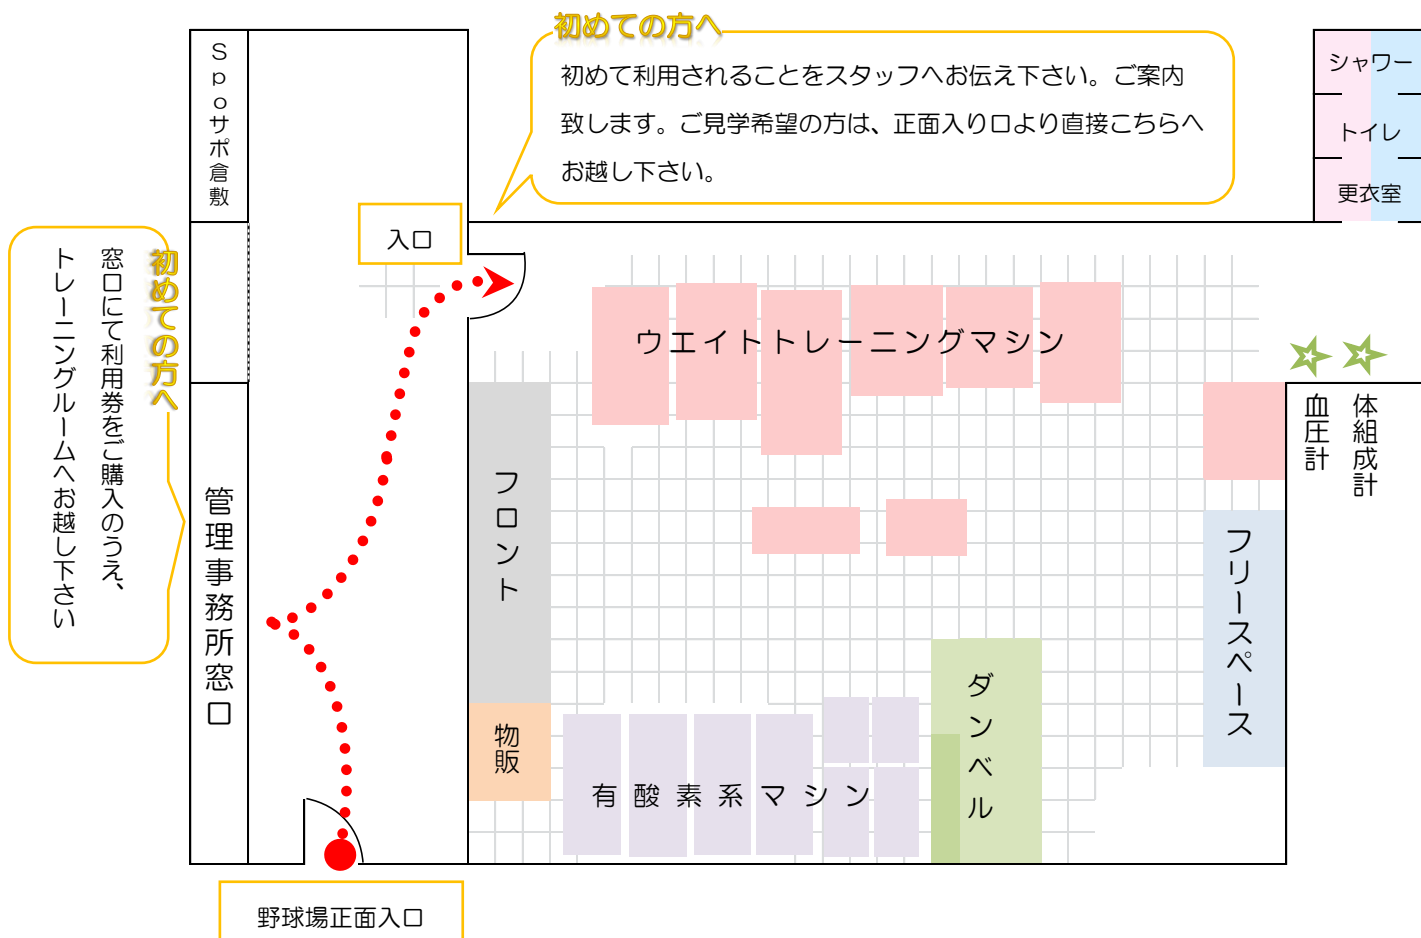 初めての方へ
初めて利用されることをスタッフへお伝え下さい。ご案内
致します。ご見学希望の方は、正面入り口より直接こちらへ
お越し下さい。
Spoサポ倉敷
シャワー
トイレ
更衣室
入口
初めての方へ
窓口にて利用券をご購入のうえ、
トレーニングルームへお越し下さい
ウエイトトレーニングマシン
血圧計
体組成計
管理事務所窓口
フロント
フリースペース
物販
有酸素系マシン
ダンベル
野球場正面入口